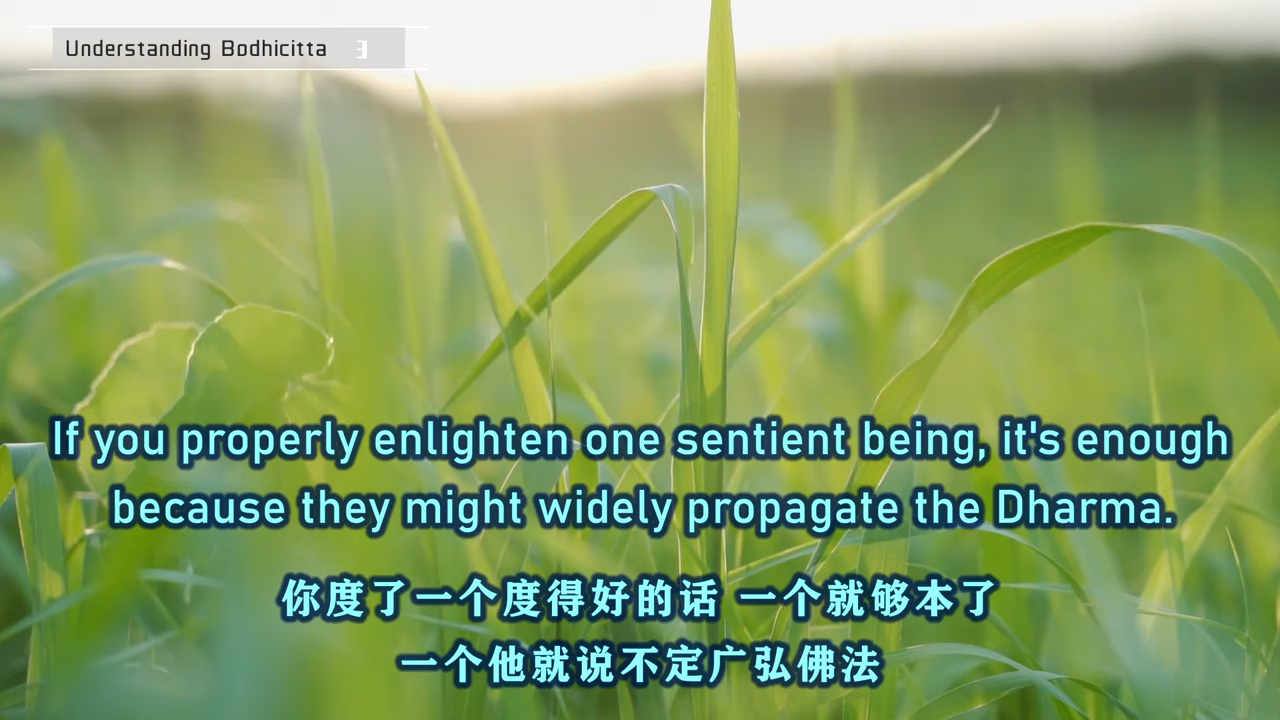 Understanding Bodhicitta 3
If you properly enlighten one sentient being, it's enough
because they might widely propagate the Dharma.
你度了一个度得好的话 一个就够本了
一个他就说不定广弘佛法